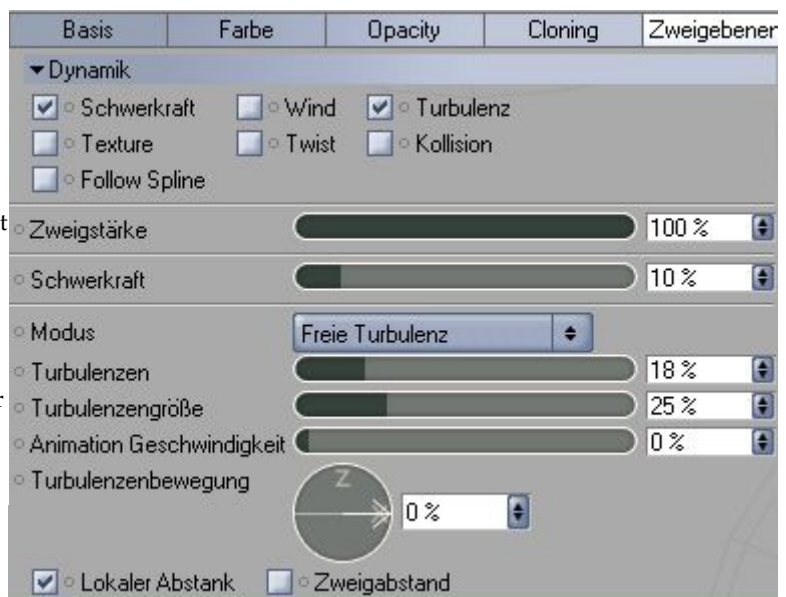 Basis Farbe Opacity Cloning Zweigebenen
Dynamik
Schwerkraft Wind Turbulenz
Texture Twist Kollision
Follow Spline
t
Zweigstärke 100 %
Schwerkraft 10 %
Modus Freie Turbulenz
Turbulenzen 18 %
r
Turbulenzengröße 25 %
Animation Geschwindigkeit 0 %
Turbulenzenbewegung Z 0 %
Lokaler Abstank Zweigabstand